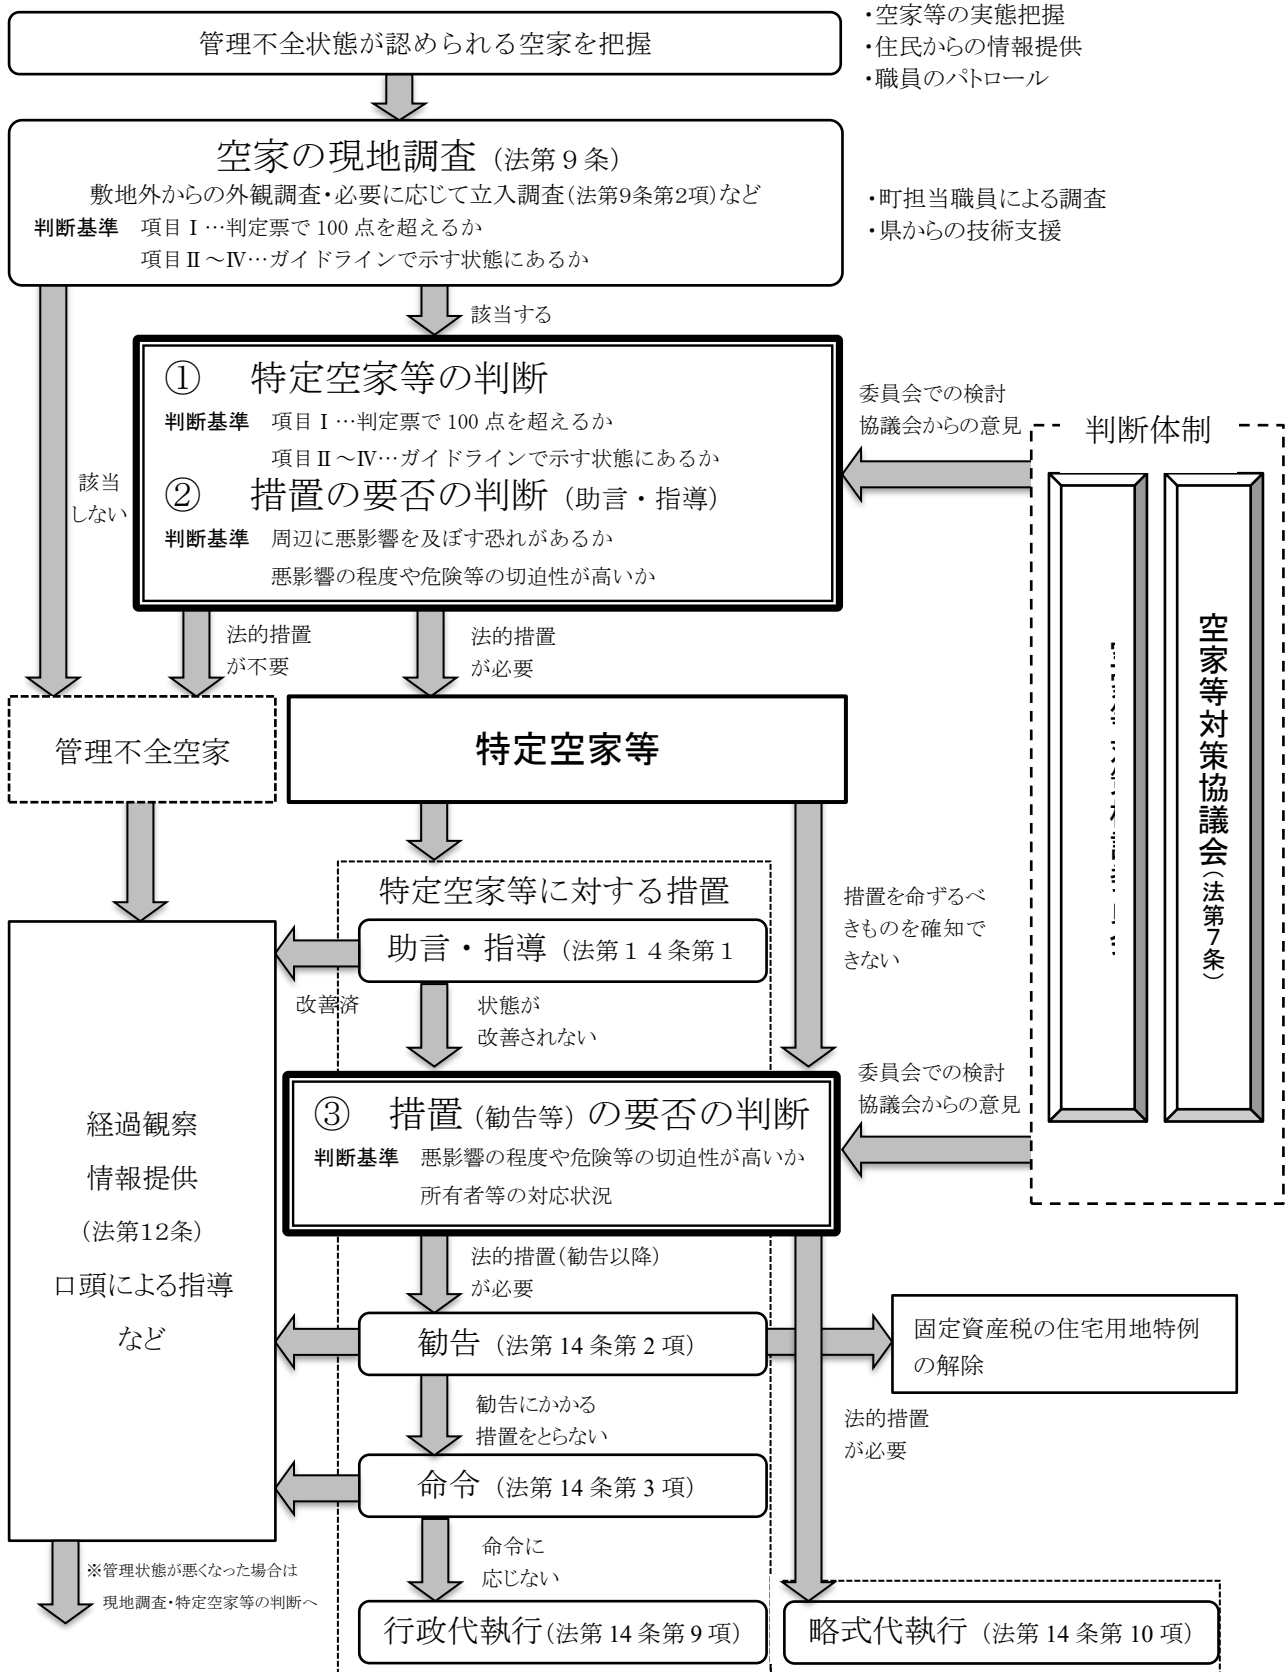 管理不全状態が認められる空家を把握
・空家等の実態把握
・住民からの情報提供
・職員のパトロール
空家の現地調査（法第９条）
敷地外からの外観調査・必要に応じて立入調査(法第9条第2項)など
判断基準　項目Ⅰ…判定票で 100 点を超えるか
項目Ⅱ～Ⅳ…ガイドラインで示す状態にあるか
・町担当職員による調査
・県からの技術支援
該当する
該当
しない
①　特定空家等の判断
判断基準　項目Ⅰ…判定票で 100 点を超えるか
項目Ⅱ～Ⅳ…ガイドラインで示す状態にあるか
②　措置の要否の判断（助言・指導）
判断基準　周辺に悪影響を及ぼす恐れがあるか
悪影響の程度や危険等の切迫性が高いか
委員会での検討
協議会からの意見
判断体制
空家等対策協議会（法第7条）
法的措置
が不要
法的措置
が必要
管理不全空家
特定空家等
特定空家等に対する措置
助言・指導（法第１４条第１
措置を命ずるべ
きものを確知で
きない
改善済
状態が
改善されない
③　措置（勧告等）の要否の判断
判断基準　悪影響の程度や危険等の切迫性が高いか
所有者等の対応状況
委員会での検討
協議会からの意見
経過観察
情報提供
（法第12条）
口頭による指導
など
法的措置(勧告以降)
が必要
勧告（法第 14 条第 2 項）
固定資産税の住宅用地特例
の解除
勧告にかかる
措置をとらない
法的措置
が必要
命令（法第 14 条第 3 項）
命令に
応じない
※管理状態が悪くなった場合は
現地調査・特定空家等の判断へ
行政代執行(法第 14 条第 9 項）
略式代執行（法第 14 条第 10 項）